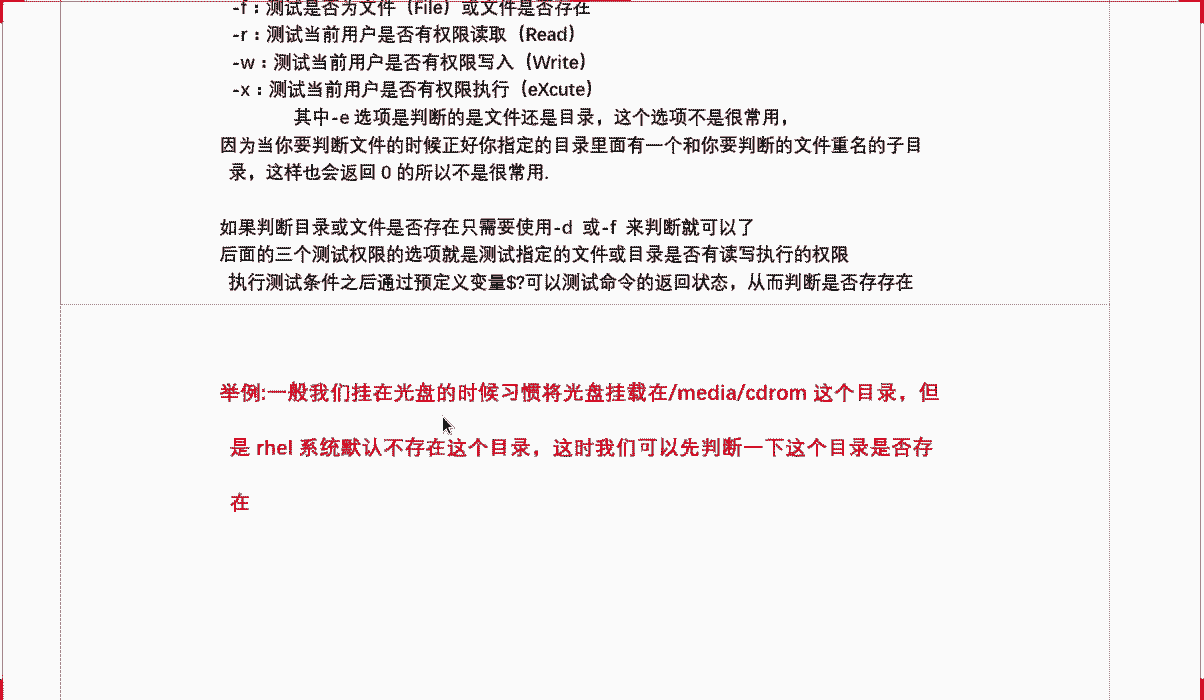 -f：测试是否为文件（File）或文件是否存在
-r：测试当前用户是否有权限读取（Read）
-w：测试当前用户是否有权限写入（Write）
-x：测试当前用户是否有权限执行（eXcute）
其中-e 选项是判断的是文件还是目录，这个选项不是很常用，
因为当你要判断文件的时候正好你指定的目录里面有一个和你要判断的文件重名的子目
录，这样也会返回 0 的所以不是很常用.
如果判断目录或文件是否存在只需要使用-d 或-f 来判断就可以了
后面的三个测试权限的选项就是测试指定的文件或目录是否有读写执行的权限
执行测试条件之后通过预定义变量$?可以测试命令的返回状态，从而判断是否存存在
举例:一般我们挂在光盘的时候习惯将光盘挂载在/media/cdrom 这个目录，但
是 rhel 系统默认不存在这个目录，这时我们可以先判断一下这个目录是否存
在